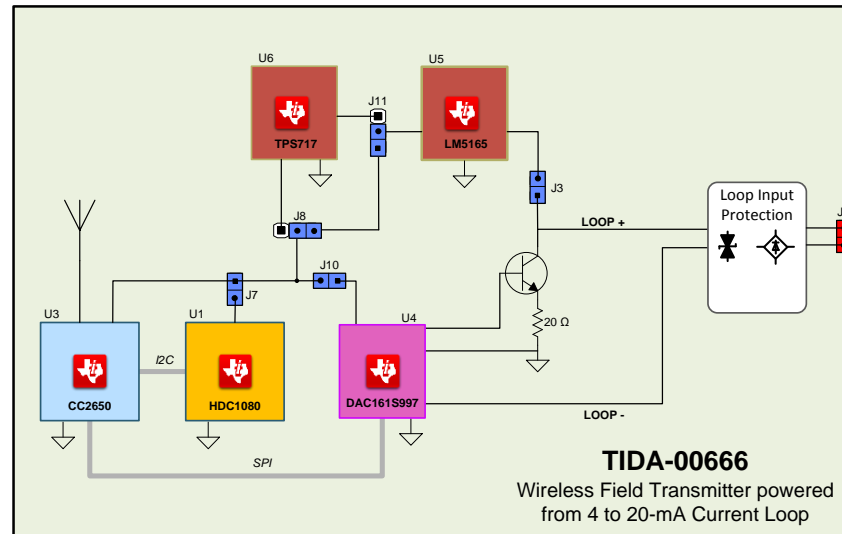 U6
U5
J11
TPS717
LM5165
J3
Loop Input
Protection
J8
LOOP +
J10
J7
U3
U1
U4
20 Ω
I2C
CC2650
HDC1080
DAC161S997
LOOP -
SPI
TIDA-00666
Wireless Field Transmitter powered
from 4 to 20-mA Current Loop